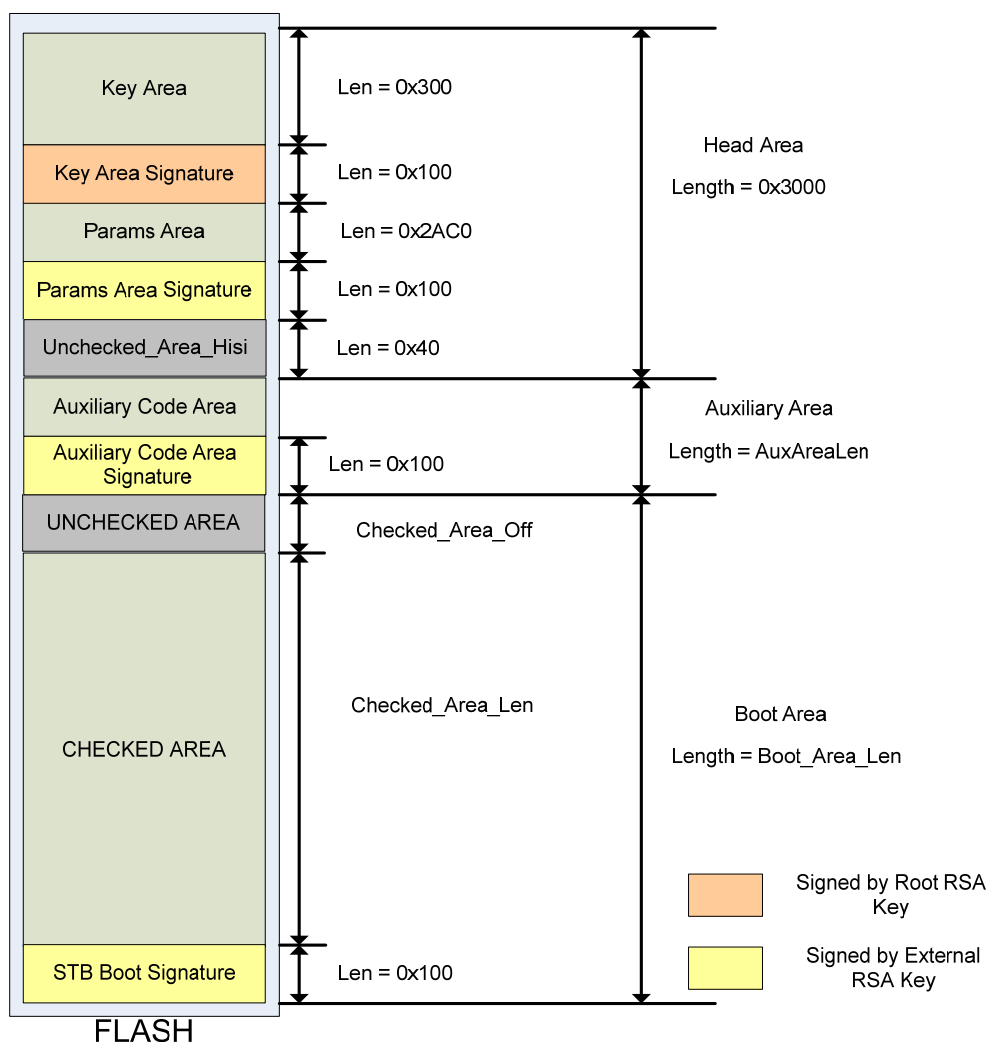 Key Area
Len = 0x300
Key Area Signature
Len = 0x100
Params Area
Len = 0x2AC0
Params Area Signature
Len = 0x100
Unchecked_Area_Hisi
Len = 0x40
Head Area
Length = 0x3000
Auxiliary Code Area
Auxiliary Code Area
Signature
Len = 0x100
Auxiliary Area
Length = AuxAreaLen
UNCHECKED AREA
Checked_Area_Off
CHECKED AREA
Checked_Area_Len
Boot Area
Length = Boot_Area_Len
STB Boot Signature
Len = 0x100
Signed by Root RSA
Key
Signed by External
RSA Key
FLASH